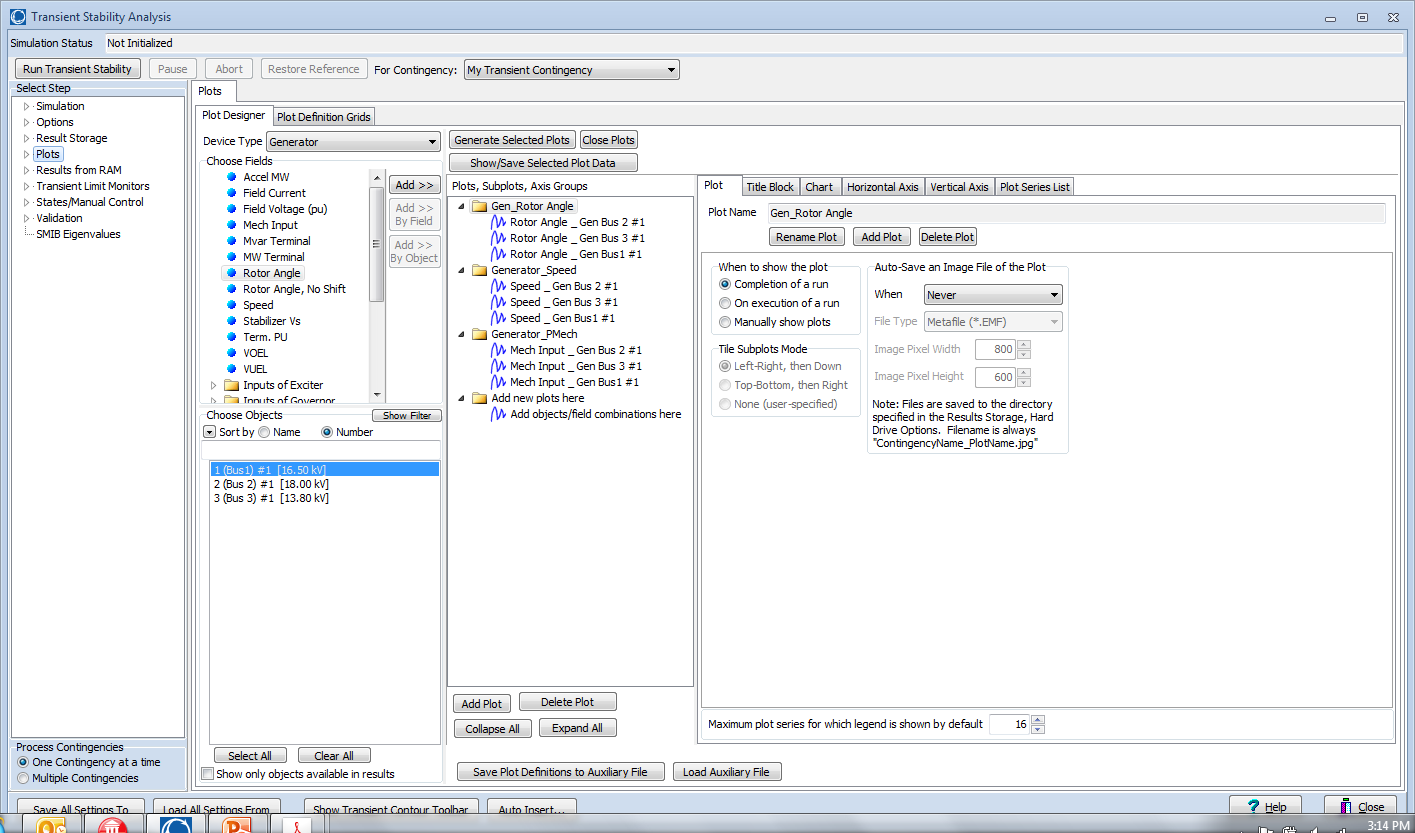 Transient Stability Analysis
Simulation Status Not Initialized
Run Transient Stability Pause Abort Restore Reference For Contingency: My Transient Contingency
Select Step
Simulation
Options
Result Storage
Plots
Results from RAM
Transient Limit Monitors
States/Manual Control
Validation
SMIB Eigenvalues
Process Contingencies
One Contingency at a time
Multiple Contingencies
Plots
Plot Designer Plot Definition Grids
Device Type Generator
Choose Fields
Accel MW
Field Current
Field Voltage (pu)
Mech Input
Mvar Terminal
MW Terminal
Rotor Angle
Rotor Angle, No Shift
Speed
Stabilizer Vs
Term. PU
VOEL
VUEL
Inputs of Exciter
Inputs of Governor
Add >>
Add >>
By Field
Add >>
By Object
Choose Objects Show Filter
Sort by Name Number
1 (Bus1) #1 [16.50 kV]
2 (Bus 2) #1 [18.00 kV]
3 (Bus 3) #1 [13.80 kV]
Select All Clear All
Show only objects available in results
Generate Selected Plots Close Plots
Show/Save Selected Plot Data
Plots, Subplots, Axis Groups
Gen_Rotor Angle
Rotor Angle _ Gen Bus 2 #1
Rotor Angle _ Gen Bus 3 #1
Rotor Angle _ Gen Bus1 #1
Generator_Speed
Speed _ Gen Bus 2 #1
Speed _ Gen Bus 3 #1
Speed _ Gen Bus1 #1
Generator_PMech
Mech Input _ Gen Bus 2 #1
Mech Input _ Gen Bus 3 #1
Mech Input _ Gen Bus1 #1
Add new plots here
Add objects/field combinations here
Add Plot Delete Plot
Collapse All Expand All
Plot Title Block Chart Horizontal Axis Vertical Axis Plot Series List
Plot Name Gen_Rotor Angle
Rename Plot Add Plot Delete Plot
When to show the plot
Completion of a run
On execution of a run
Manually show plots
Tile Subplots Mode
Left-Right, then Down
Top-Bottom, then Right
None (user-specified)
Auto-Save an Image File of the Plot
When Never
File Type Metafile (*.EMF)
Image Pixel Width 800
Image Pixel Height 600
Note: Files are saved to the directory
specified in the Results Storage, Hard
Drive Options. Filename is always
"ContingencyName_PlotName.jpg"
Maximum plot series for which legend is shown by default 16
Save Plot Definitions to Auxiliary File Load Auxiliary File
Save All Settings To Load All Settings From Show Transient Contour Toolbar Auto Insert... Help Close
3:14 PM